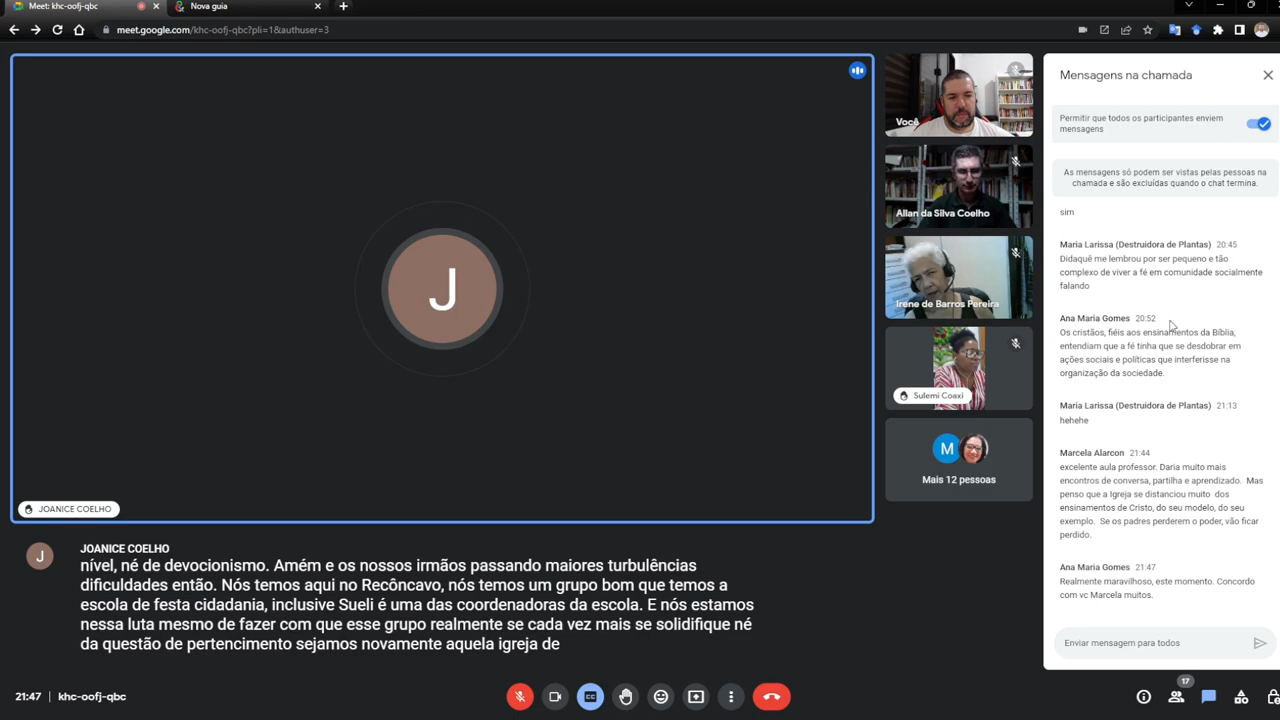 Meet: khc-oofj-qbc
Nova guia
meet.google.com/khc-oofj-qbc?pli=1&authuser=3
Você
Allan da Silva Coelho
Irene de Barros Pereira
Sulemi Coaxi
M
Mais 12 pessoas
J
JOANICE COELHO
J
JOANICE COELHO
nível, né de devocionismo. Amém e os nossos irmãos passando maiores turbulências
dificuldades então. Nós temos aqui no Recôncavo, nós temos um grupo bom que temos a
escola de festa cidadania, inclusive Sueli é uma das coordenadoras da escola. E nós estamos
nessa luta mesmo de fazer com que esse grupo realmente se cada vez mais se solidifique né
da questão de pertencimento sejamos novamente aquela igreja de
Mensagens na chamada
Permitir que todos os participantes enviem
mensagens
As mensagens só podem ser vistas pelas pessoas na
chamada e são excluídas quando o chat termina.
sim
Maria Larissa (Destruidora de Plantas) 20:45
Didaquê me lembrou por ser pequeno e tão
complexo de viver a fé em comunidade socialmente
falando
Ana Maria Gomes 20:52
Os cristãos, fiéis aos ensinamentos da Bíblia,
entendiam que a fé tinha que se desdobrar em
ações sociais e políticas que interferisse na
organização da sociedade.
Maria Larissa (Destruidora de Plantas) 21:13
hehehe
Marcela Alarcon 21:44
excelente aula professor. Daria muito mais
encontros de conversa, partilha e aprendizado. Mas
penso que a Igreja se distanciou muito dos
ensinamentos de Cristo, do seu modelo, do seu
exemplo. Se os padres perderem o poder, vão ficar
perdido.
Ana Maria Gomes 21:47
Realmente maravilhoso, este momento. Concordo
com vc Marcela muitos.
Enviar mensagem para todos
21:47 khc-oofj-qbc
17